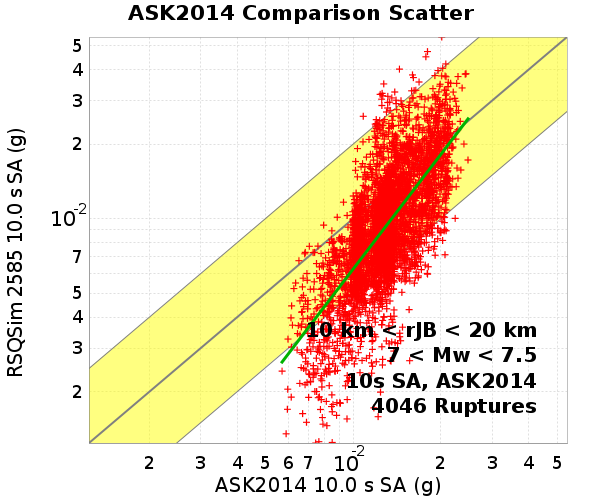 ASK2014 Comparison Scatter
RSQSim 2585 10.0 s SA (g)
5
4
3
2
10-2
7
5
4
3
2
10 km < rJB < 20 km
7 < Mw < 7.5
10s SA, ASK2014
4046 Ruptures
2 3 4 5 6 7 10-2 2 3 4 5
ASK2014 10.0 s SA (g)